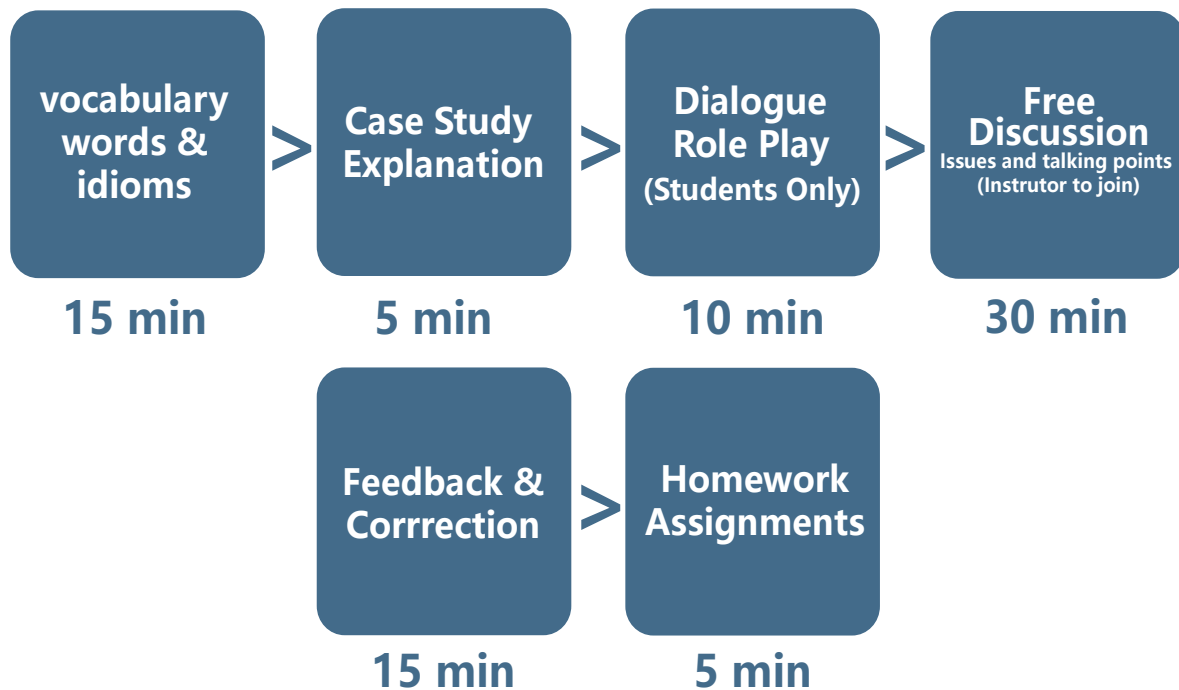 vocabulary
words &
idioms
>
Case Study
Explanation
>
Dialogue
Role Play
(Students Only)
>
Free
Discussion
Issues and talking points
(Instrutor to join)
15 min
5 min
10 min
30 min
Feedback &
Corrrection
>
Homework
Assignments
15 min
5 min